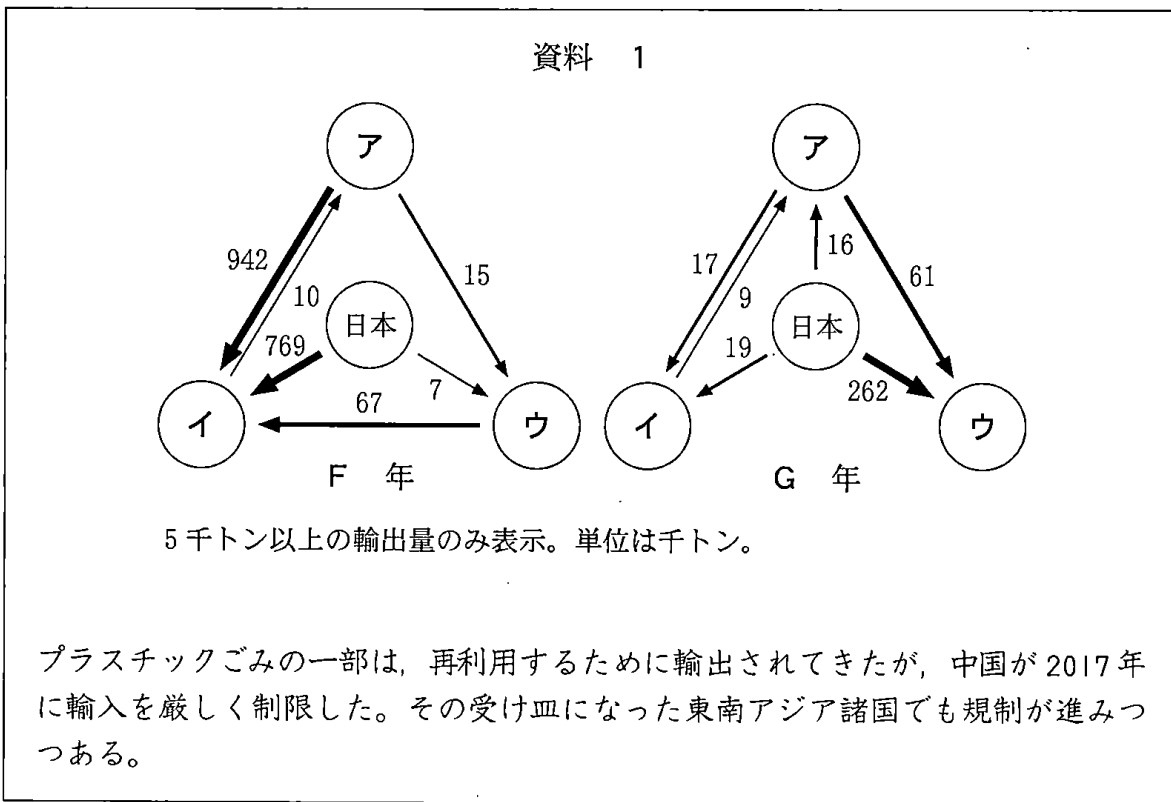 資料 1
ア
942
10
15
日本
769
7
67
イ
ウ
F 年
ア
17
9
16
61
日本
19
262
イ
ウ
G 年
5千トン以上の輸出量のみ表示。単位は千トン。
プラスチックごみの一部は，再利用するために輸出されてきたが，中国が2017年
に輸入を厳しく制限した。その受け皿になった東南アジア諸国でも規制が進みつ
つある。